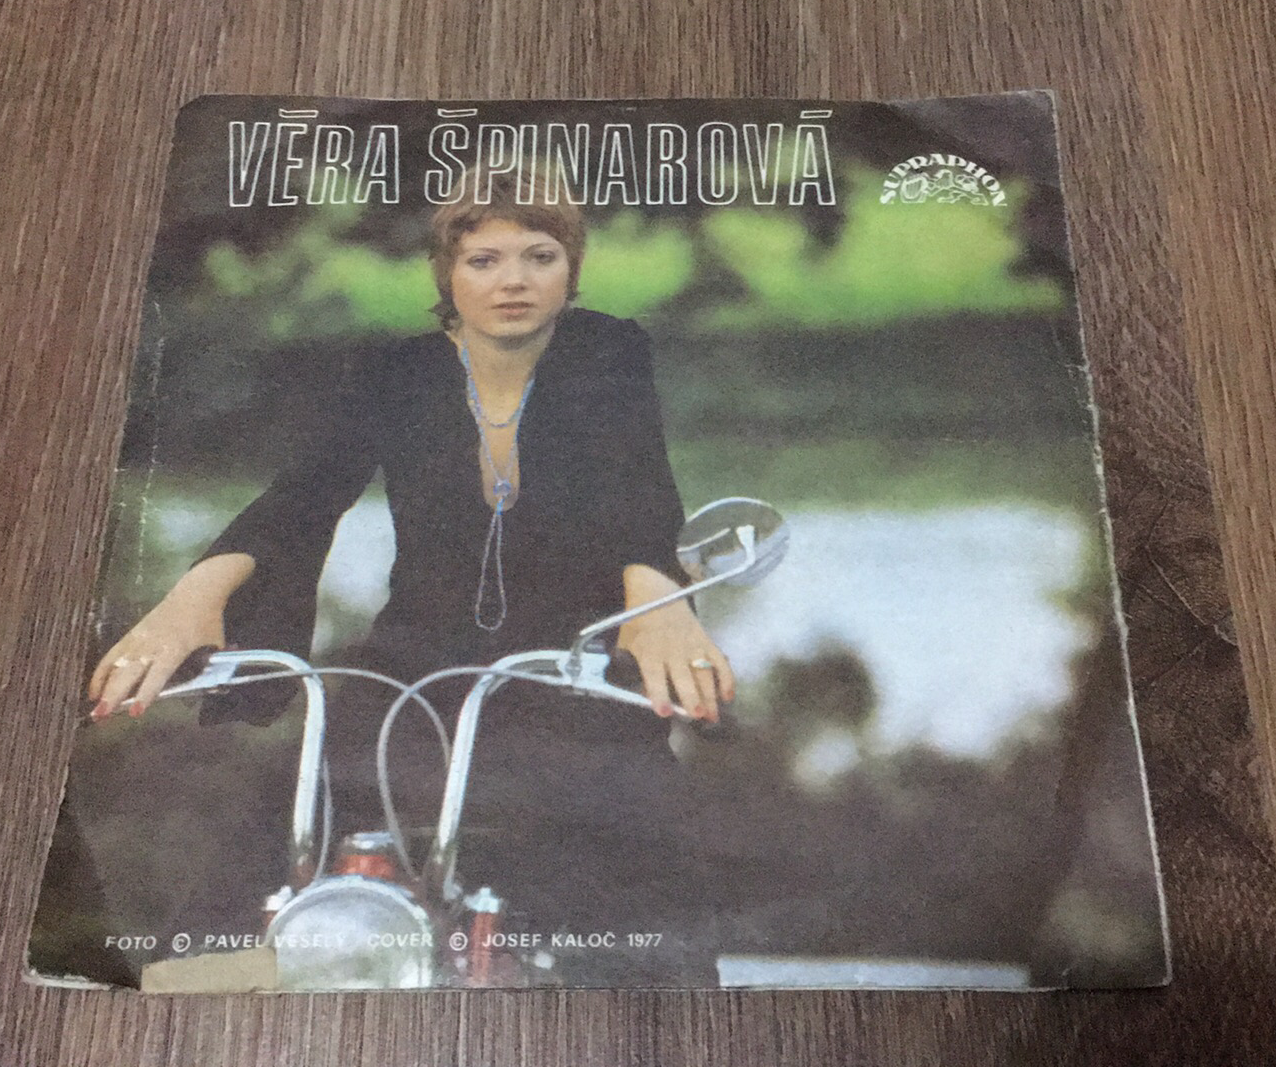 VĚRA ŠPINAROVÁ
SUPRAPHON
FOTO © PAVEL VESELÝ COVER © JOSEF KALOČ 1977